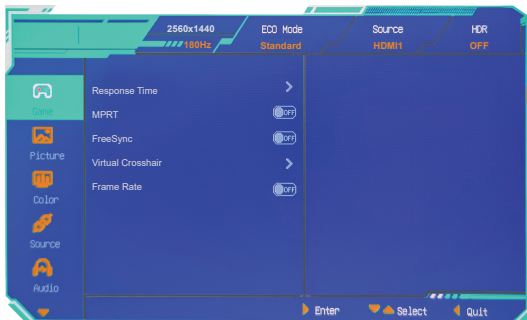 2560x1440 ECO Mode Source HDR
180Hz Standard HDMI1 OFF
Game
Picture
Color
Source
Audio
Response Time
MPRT OFF
FreeSync OFF
Virtual Crosshair
Frame Rate OFF
Enter Select Quit